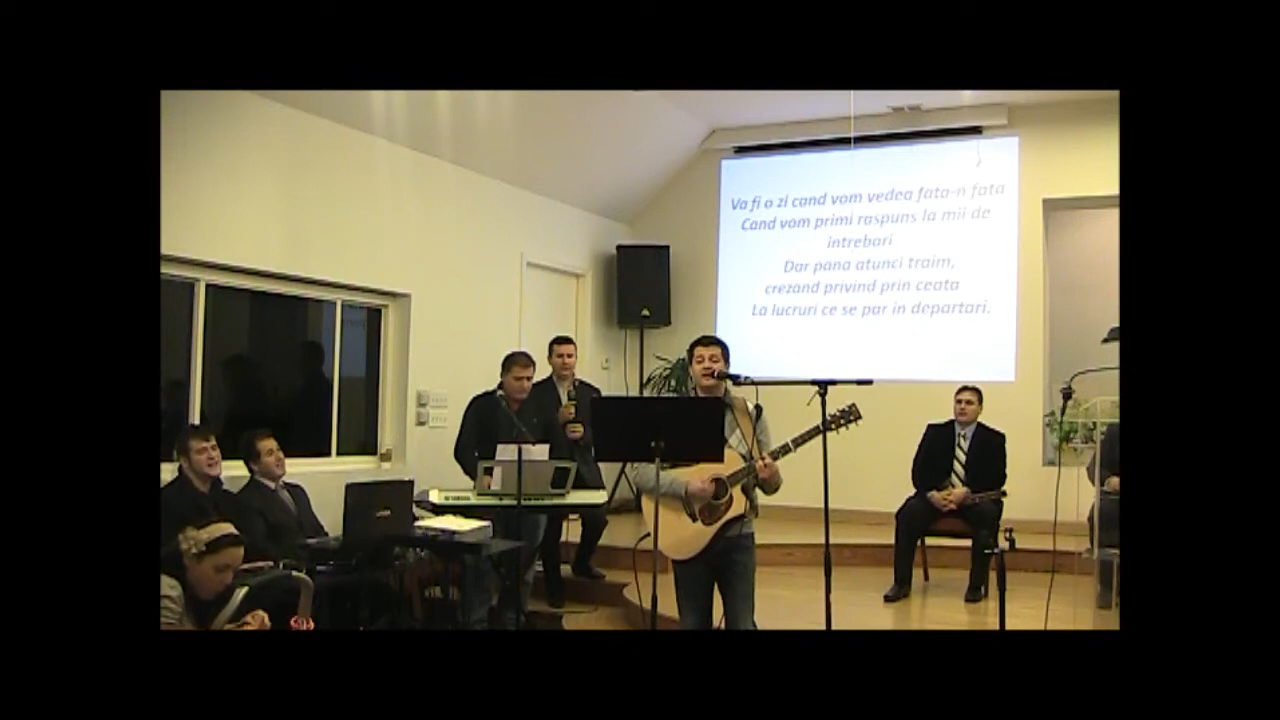 Va fi o zi cand vom vedea fata-n fata
Cand vom primi raspuns la mii de
intrebari
Dar pana atunci traim,
crezand privind prin ceata
La lucruri ce se par in departari.
YAMAHA